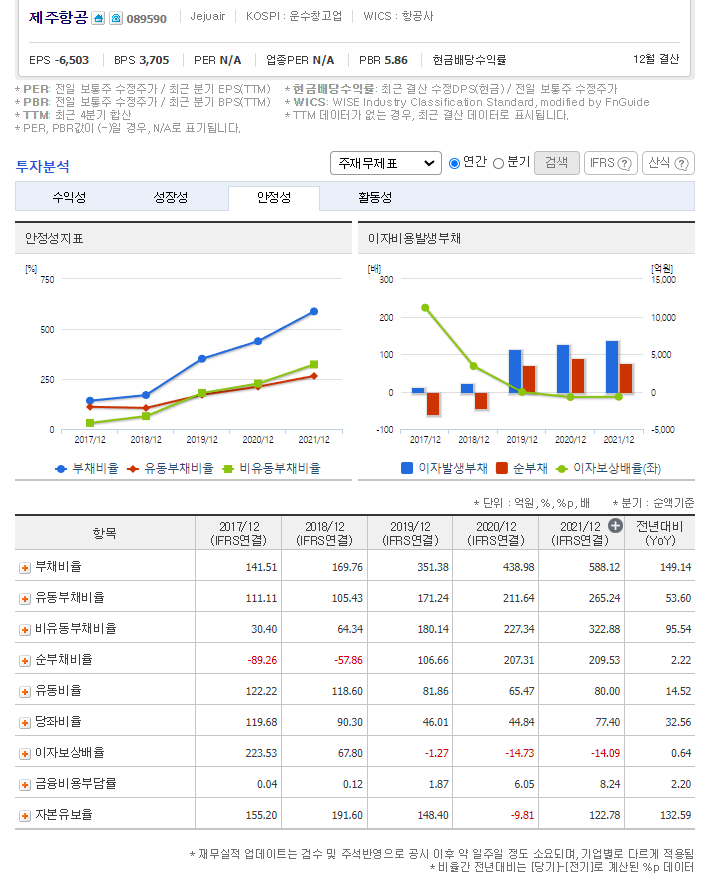 제주항공 089590 Jejuair KOSPI : 운수창고업 WICS : 항공사
EPS -6,503 BPS 3,705 PER N/A 업종PER N/A PBR 5.86 현금배당수익률 12월 결산
* PER: 전일 보통주 수정주가 / 최근 분기 EPS(TTM) * 현금배당수익률: 최근 결산 수정DPS(현금) / 전일 보통주 수정주가
* PBR: 전일 보통주 수정주가 / 최근 분기 BPS(TTM) * WICS: WISE Industry Classification Standard, modified by FnGuide
* TTM: 최근 4분기 합산 * TTM 데이터가 없는 경우, 최근 결산 데이터로 표시됩니다.
* PER, PBR값이 (-)일 경우, N/A로 표기됩니다.
투자분석 주재무제표 연간 분기 검색 IFRS ? 산식 ?
수익성 성장성 안정성 활동성
안정성지표 이자비용발생부채
[%] [배] [억원]
750 300 15,000
200 10,000
500
100 5,000
250
0 0
0 -100 -5,000
2017/12 2018/12 2019/12 2020/12 2021/12 2017/12 2018/12 2019/12 2020/12 2021/12
부채비율 유동부채비율 비유동부채비율 이자발생부채 순부채 이자보상배율(좌)
* 단위 : 억원, %, %p, 배 * 분기 : 순액기준
항목 2017/12 (IFRS연결) 2018/12 (IFRS연결) 2019/12 (IFRS연결) 2020/12 (IFRS연결) 2021/12 (IFRS연결) 전년대비 (YoY)
부채비율 141.51 169.76 351.38 438.98 588.12 149.14
유동부채비율 111.11 105.43 171.24 211.64 265.24 53.60
비유동부채비율 30.40 64.34 180.14 227.34 322.88 95.54
순부채비율 -89.26 -57.86 106.66 207.31 209.53 2.22
유동비율 122.22 118.60 81.86 65.47 80.00 14.52
당좌비율 119.68 90.30 46.01 44.84 77.40 32.56
이자보상배율 223.53 67.80 -1.27 -14.73 -14.09 0.64
금융비용부담률 0.04 0.12 1.87 6.05 8.24 2.20
자본유보율 155.20 191.60 148.40 -9.81 122.78 132.59
* 재무실적 업데이트는 검수 및 주석반영으로 공시 이후 약 일주일 정도 소요되며, 기업별로 다르게 적용됨
* 비율간 전년대비는 [당기]-[전기]로 계산된 %p 데이터